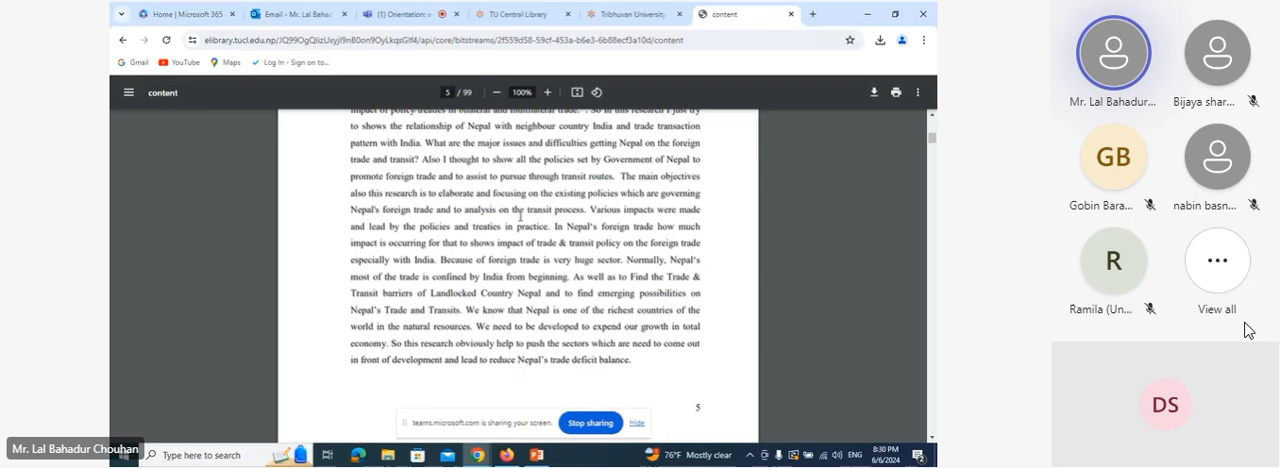 Home | Microsoft 365
Email - Mr. Lal Bahad
(1) Orientation: e
TU Central Library
Tribhuwan University
content
elibrary.tucl.edu.np/JQ99OgQIizUxyjI9nB0on9OyLkqsGlf4/api/core/bitstreams/2f559d58-59cf-453a-b6e3-6b88ecf3a10d/content
Gmail
YouTube
Maps
Log In - Sign on to...
content
5 / 99
100%
impact of policy/treaties in bilateral and multilateral trade. . So in this research I just try
to shows the relationship of Nepal with neighbour country India and trade transaction
pattern with India. What are the major issues and difficulties getting Nepal on the foreign
trade and transit? Also I thought to show all the policies set by Government of Nepal to
promote foreign trade and to assist to pursue through transit routes. The main objectives
also this research is to elaborate and focusing on the existing policies which are governing
Nepal's foreign trade and to analysis on the transit process. Various impacts were made
and lead by the policies and treaties in practice. In Nepal's foreign trade how much
impact is occurring for that to shows impact of trade & transit policy on the foreign trade
especially with India. Because of foreign trade is very huge sector. Normally, Nepal's
most of the trade is confined by India from beginning. As well as to Find the Trade &
Transit barriers of Landlocked Country Nepal and to find emerging possibilities on
Nepal's Trade and Transits. We know that Nepal is one of the richest countries of the
world in the natural resources. We need to be developed to expend our growth in total
economy. So this research obviously help to push the sectors which are need to come out
in front of development and lead to reduce Nepal's trade deficit balance.
5
teams.microsoft.com is sharing your screen.
Stop sharing
Hide
Type here to search
76°F Mostly clear
ENG
8:30 PM
6/6/2024
2
Mr. Lal Bahadur Chouhan
Mr. Lal Bahadur...
Bijaya shar...
GB
Gobin Bara...
nabin basn...
R
Ramila (Un...
View all
DS